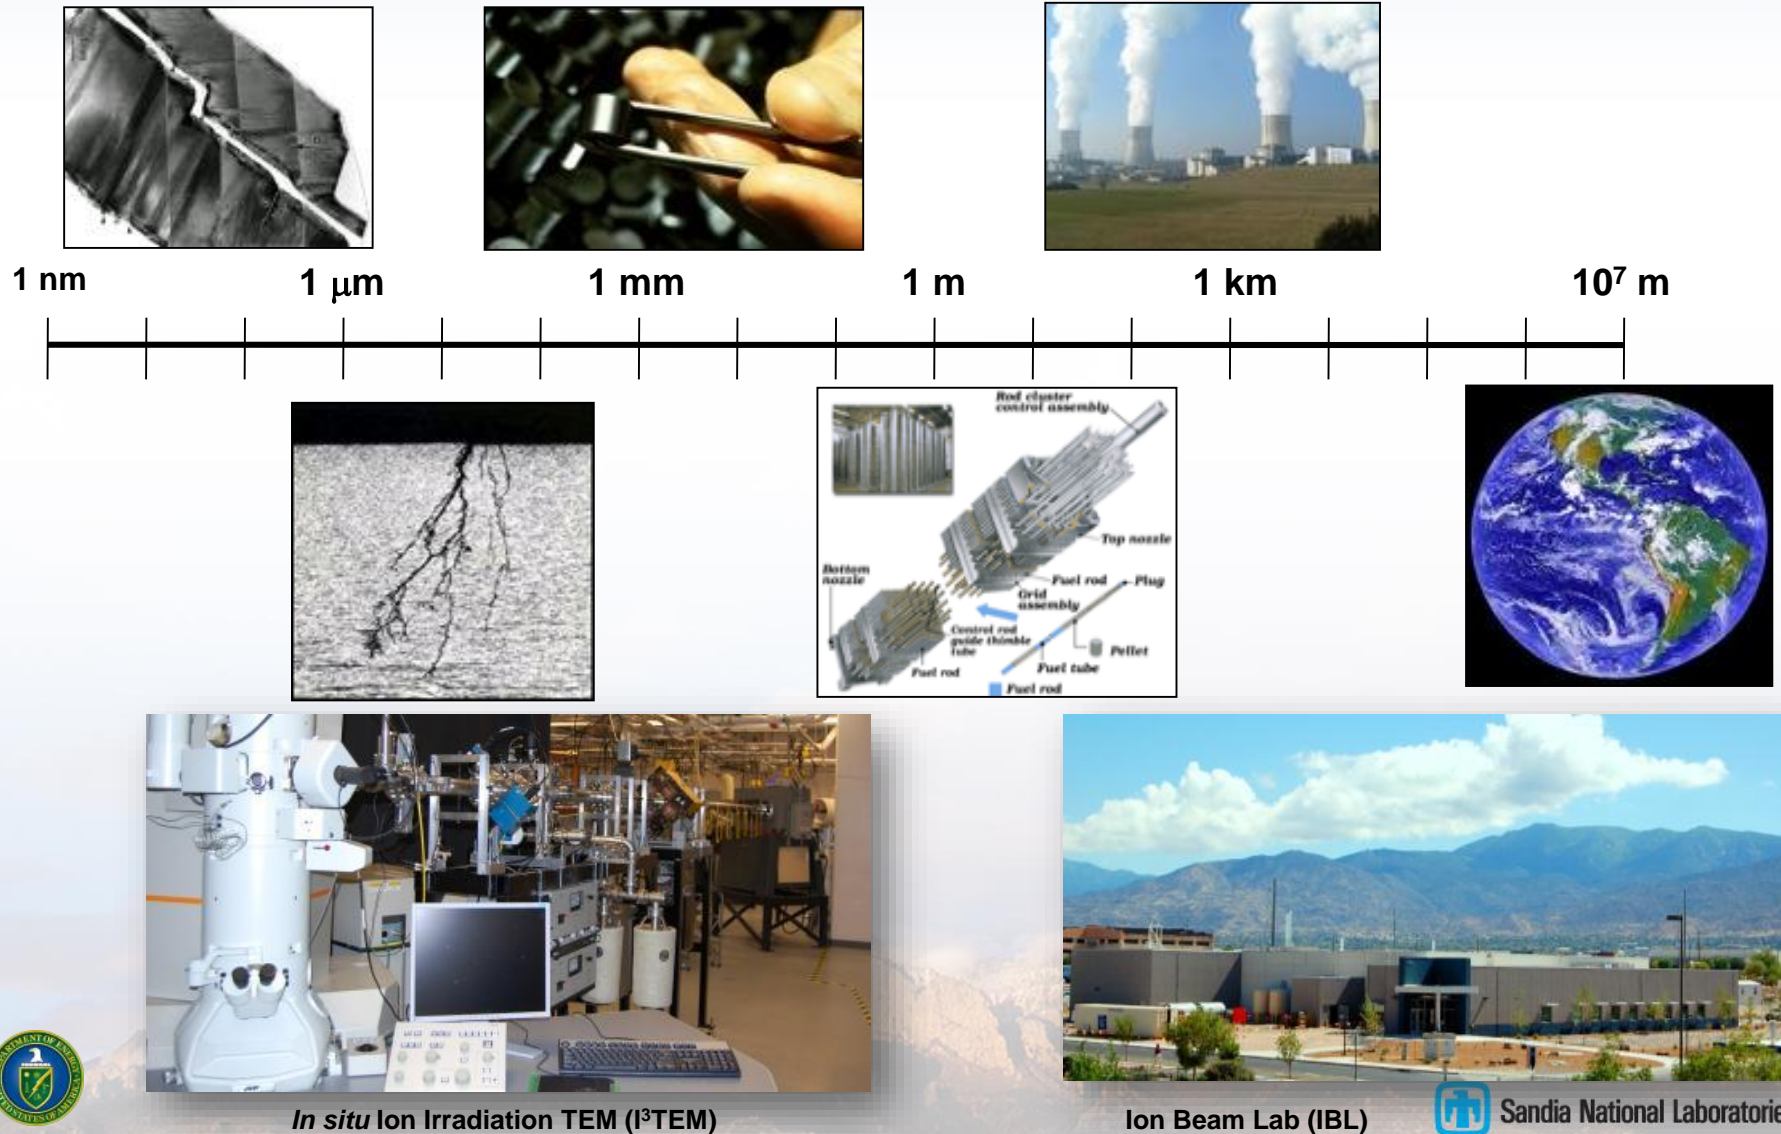 1 nm
1 μm
1 mm
1 m
1 km
10⁷ m
Rod cluster
control assembly
Top nozzle
Bottom
nozzle
Fuel rod
Plug
Grid
assembly
Control rod
guide thimble
tube
Pellet
Fuel rod
Fuel tube
Fuel rod
In situ Ion Irradiation TEM (I³TEM)
Ion Beam Lab (IBL)
Sandia National Laboratorie